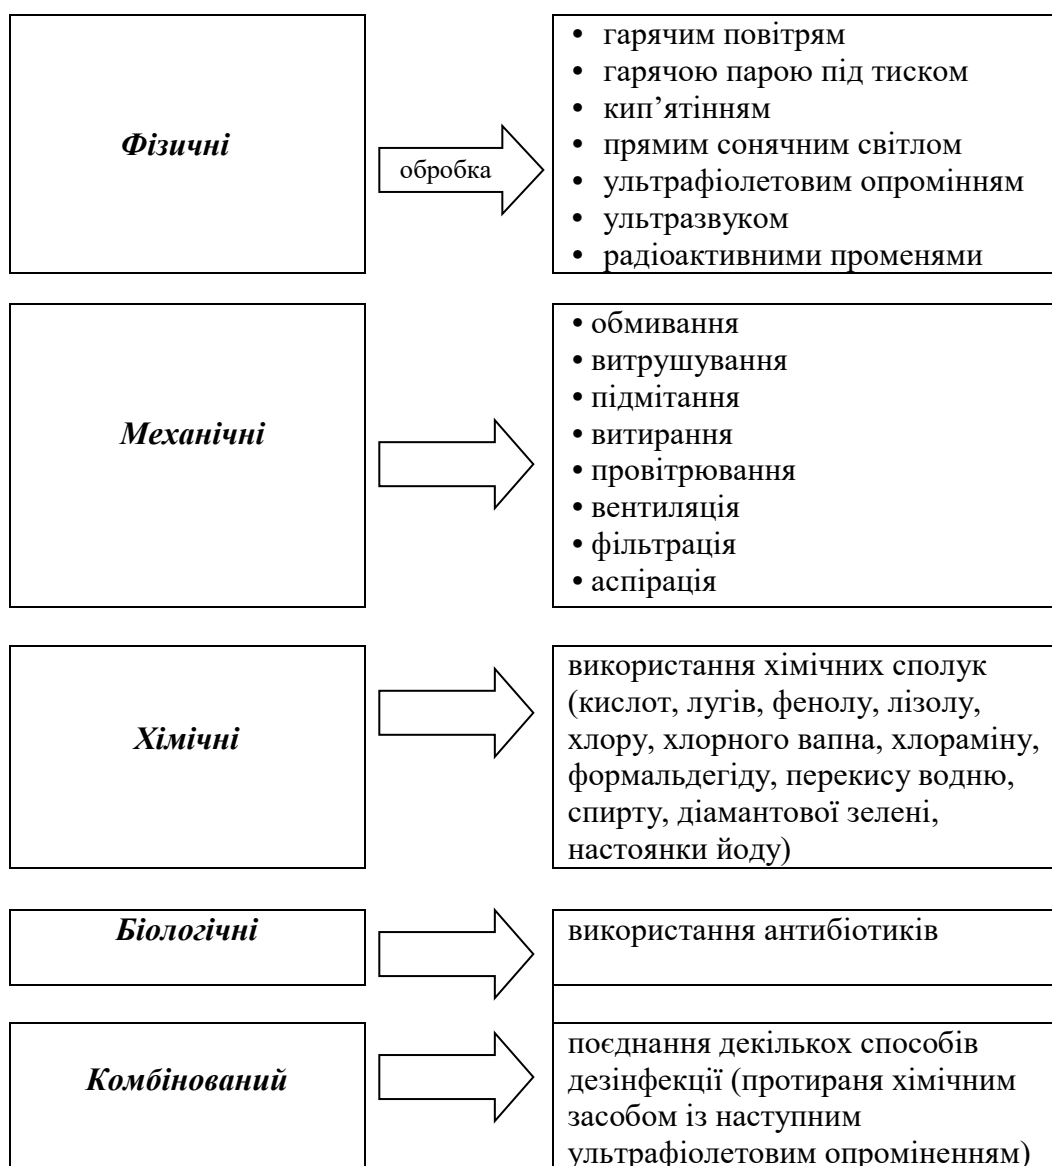 Фізичні
обробка
• гарячим повітрям
• гарячою парою під тиском
• кип’ятінням
• прямим сонячним світлом
• ультрафіолетовим опромінням
• ультразвуком
• радіоактивними променями
Механічні
• обмивання
• витрушування
• підмітання
• витирання
• провітрювання
• вентиляція
• фільтрація
• аспірація
Хімічні
використання хімічних сполук
(кислот, лугів, фенолу, лізолу,
хлору, хлорного вапна, хлораміну,
формальдегіду, перекису водню,
спирту, діамантової зелені,
настоянки йоду)
Біологічні
використання антибіотиків
Комбінований
поєднання декількох способів
дезінфекції (протираня хімічним
засобом із наступним
ультрафіолетовим опроміненням)